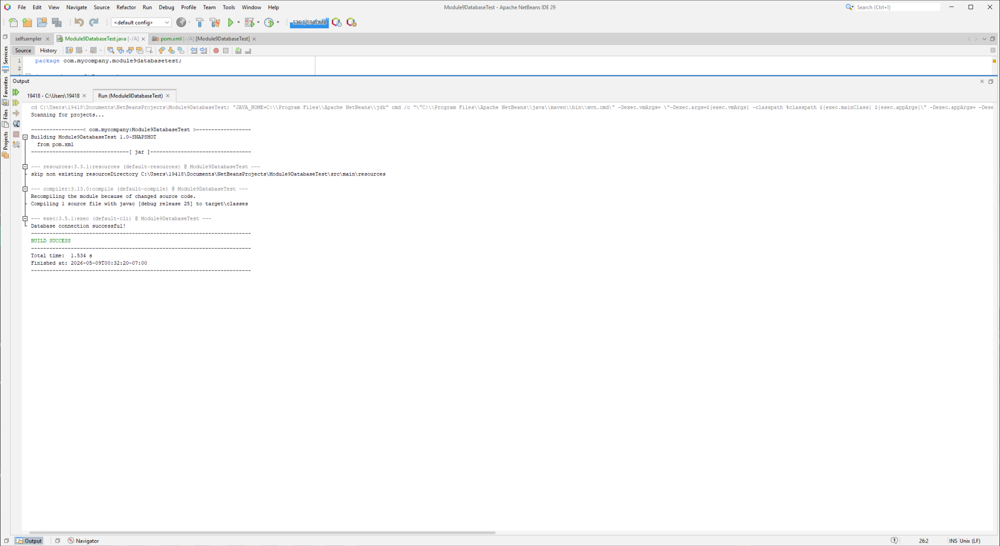 File Edit View Navigate Source Refactor Run Debug Profile Team Tools Window Help
Module9DatabaseTest - Apache NetBeans IDE 29
Search (Ctrl+I)
<default config>
536.3/594.0MB
selfsampler
Module9DatabaseTest.java [-/A]
pom.xml [-/A] [Module9DatabaseTest]
Source History
1 package com.mycompany.module9databasetest;
2
Services
Favorites
Files
Projects
Output
19418 - C:\Users\19418
Run (Module9DatabaseTest)
cd C:\Users\19418\Documents\NetBeansProjects\Module9DatabaseTest; "JAVA_HOME=C:\\Program Files\\Apache NetBeans\\jdk" cmd /c "\"C:\\Program Files\\Apache NetBeans\\java\\maven\\bin\\mvn.cmd\" -Dexec.vmArgs= \"-Dexec.args=${exec.vmArgs} -classpath %classpath ${exec.mainClass} ${exec.appArgs}\" -Dexec.appArgs= -Dexe
Scanning for projects...
-----------------< com.mycompany:Module9DatabaseTest >------------------
Building Module9DatabaseTest 1.0-SNAPSHOT
from pom.xml
--------------------------------[ jar ]---------------------------------
--- resources:3.3.1:resources (default-resources) @ Module9DatabaseTest ---
skip non existing resourceDirectory C:\Users\19418\Documents\NetBeansProjects\Module9DatabaseTest\src\main\resources
--- compiler:3.13.0:compile (default-compile) @ Module9DatabaseTest ---
Recompiling the module because of changed source code.
Compiling 1 source file with javac [debug release 25] to target\classes
--- exec:3.5.1:exec (default-cli) @ Module9DatabaseTest ---
Database connection successful!
------------------------------------------------------------------------
BUILD SUCCESS
------------------------------------------------------------------------
Total time:  1.534 s
Finished at: 2026-05-09T00:32:20-07:00
------------------------------------------------------------------------
Output
Navigator
1
26:2
INS Unix (LF)